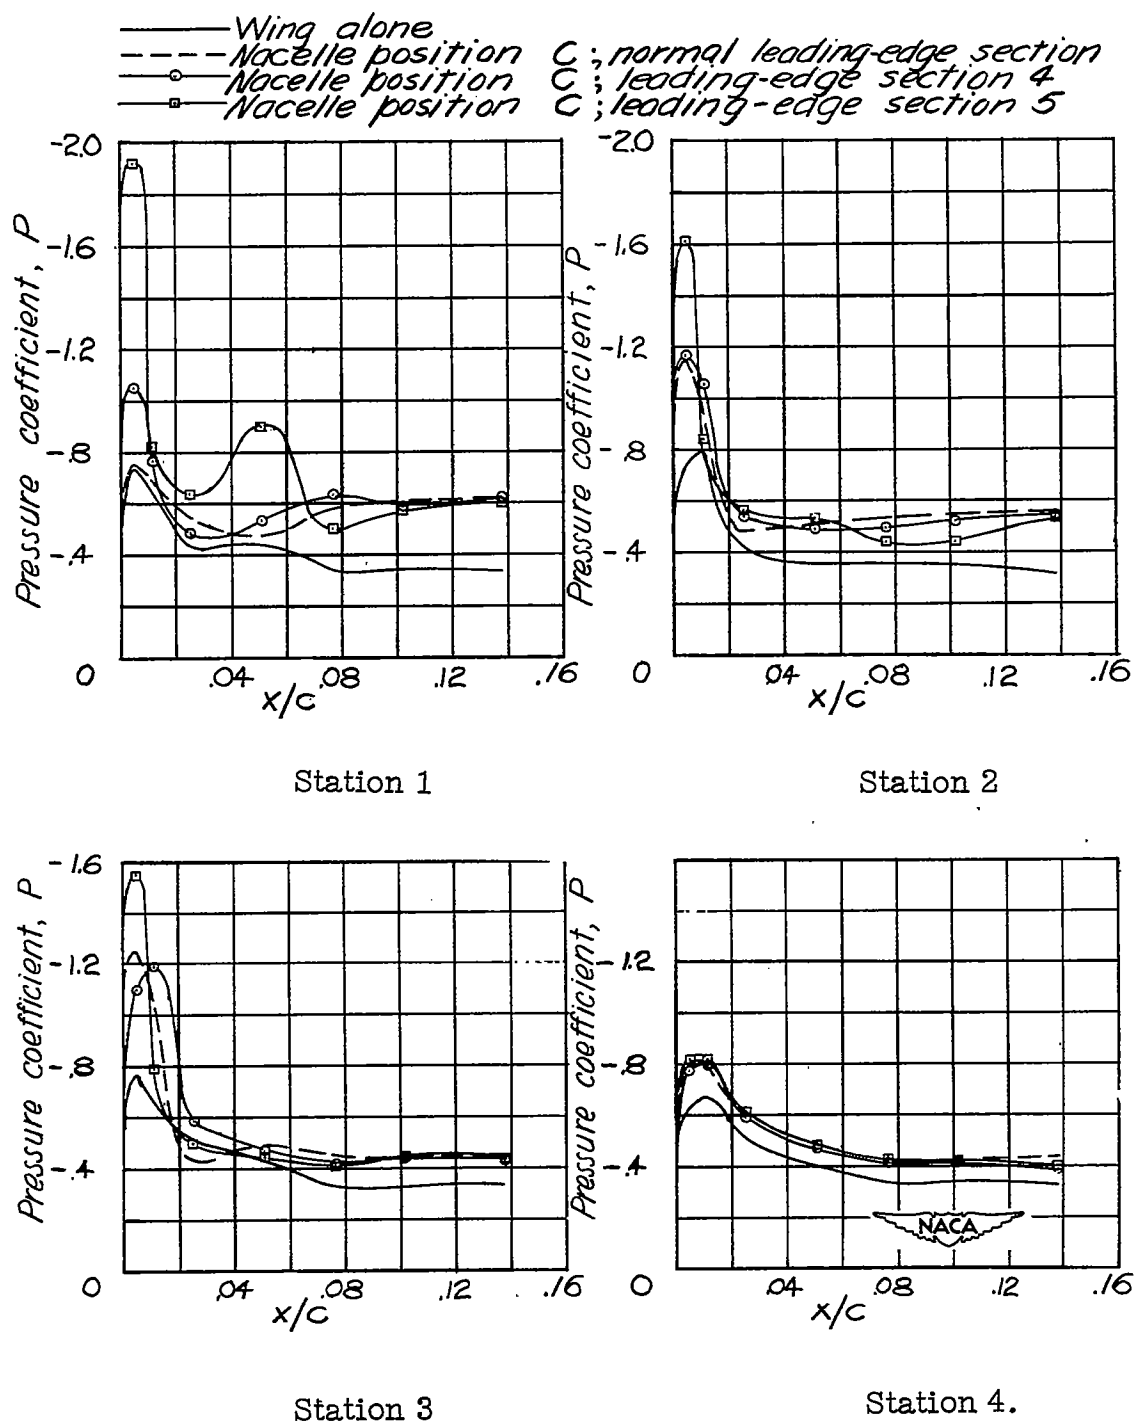 Wing alone
Nacelle position C; normal leading-edge section
Nacelle position C; leading-edge section 4
Nacelle position C; leading-edge section 5
-2.0
-1.6
-1.2
-.8
-.4
0 .04 .08 .12 .16
Pressure coefficient, P
x/c
Station 1
-2.0
-1.6
-1.2
-.8
-.4
0 .04 .08 .12 .16
Pressure coefficient, P
x/c
Station 2
-1.6
-1.2
-.8
-.4
0 .04 .08 .12 .16
Pressure coefficient, P
x/c
Station 3
-1.2
-.8
-.4
0 .04 .08 .12 .16
Pressure coefficient, P
x/c
NACA
Station 4.